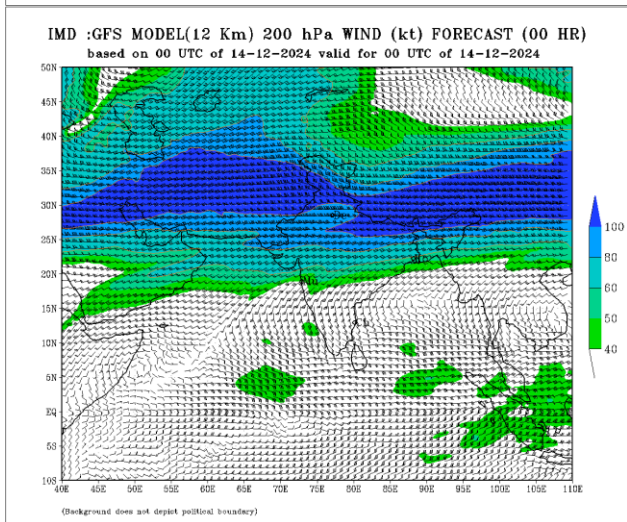 IMD :GFS MODEL(12 Km) 200 hPa WIND (kt) FORECAST (00 HR)
based on 00 UTC of 14-12-2024 valid for 00 UTC of 14-12-2024
50N
45N
40N
35N
30N
25N
20N
15N
10N
5N
EQ
5S
10S
40E 45E 50E 55E 60E 65E 70E 75E 80E 85E 90E 95E 100E 105E 110E
100
80
60
50
40
(Background does not depict political boundary)